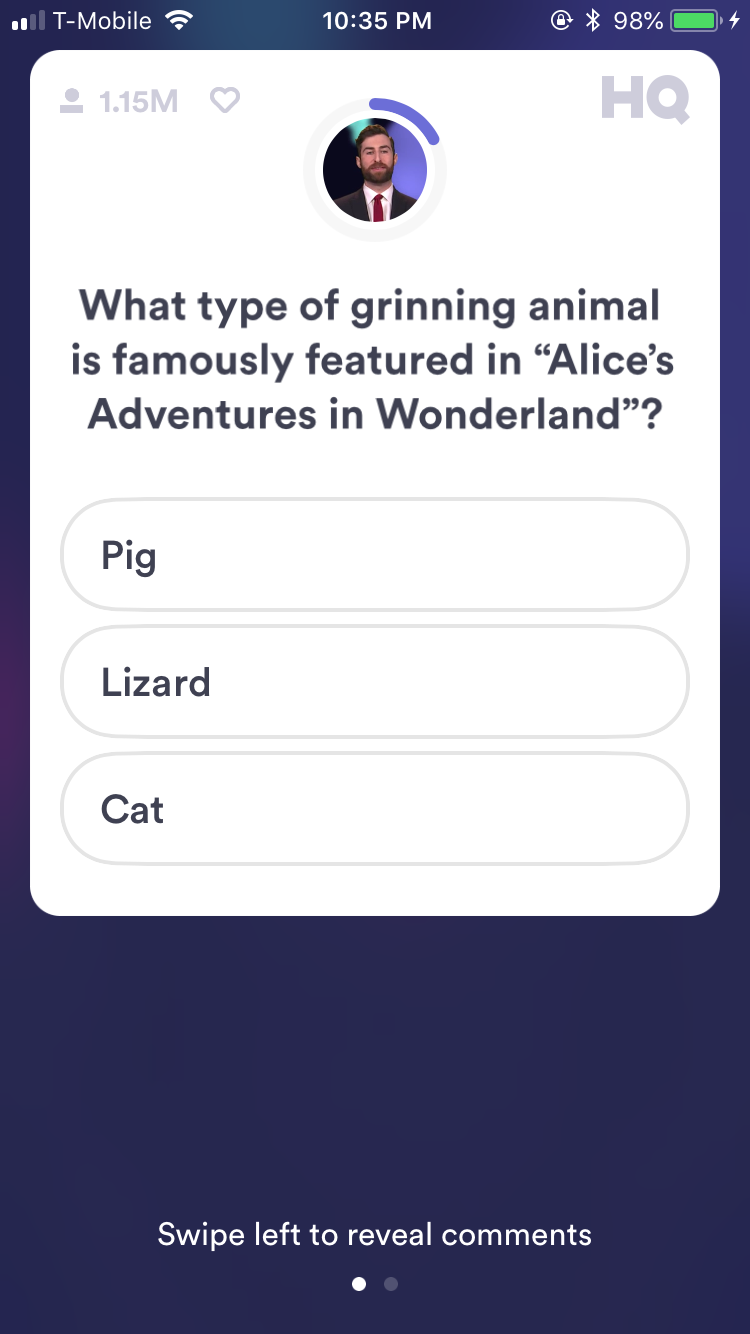 T-Mobile 10:35 PM 98%
1.15M HQ
What type of grinning animal
is famously featured in “Alice’s
Adventures in Wonderland”?
Pig
Lizard
Cat
Swipe left to reveal comments